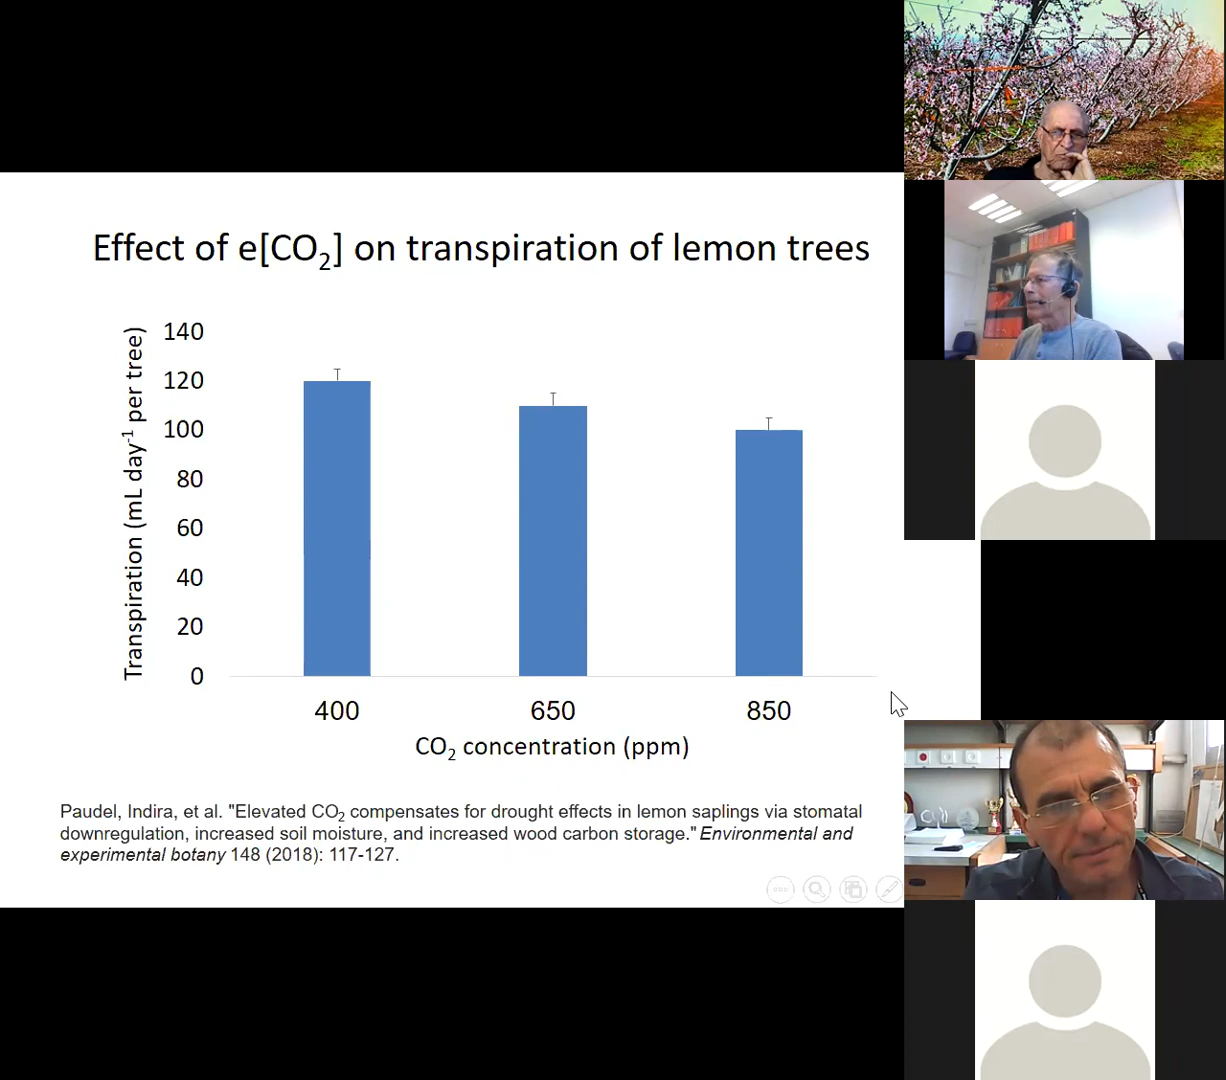 Effect of e[CO₂] on transpiration of lemon trees
Transpiration (mL day⁻¹ per tree)
140
120
100
80
60
40
20
0
400 650 850
CO₂ concentration (ppm)
Paudel, Indira, et al. "Elevated CO₂ compensates for drought effects in lemon saplings via stomatal
downregulation, increased soil moisture, and increased wood carbon storage." Environmental and
experimental botany 148 (2018): 117-127.